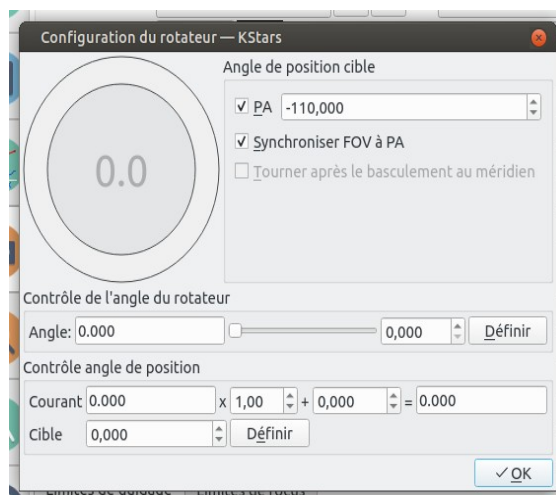 Configuration du rotateur — KStars
Angle de position cible
PA -110,000
Synchroniser FOV à PA
Tourner après le basculement au méridien
0.0
Contrôle de l'angle du rotateur
Angle: 0.000 0,000 Définir
Contrôle angle de position
Courant 0.000 x 1,00 + 0,000 = 0.000
Cible 0,000 Définir
OK